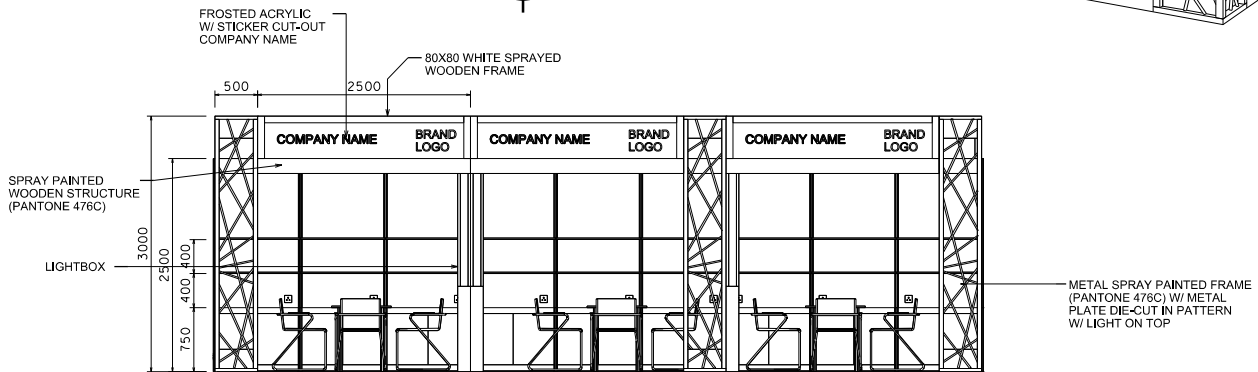 FROSTED ACRYLIC
W/ STICKER CUT-OUT
COMPANY NAME
80X80 WHITE SPRAYED
WOODEN FRAME
500
2500
COMPANY NAME
BRAND
LOGO
COMPANY NAME
BRAND
LOGO
COMPANY NAME
BRAND
LOGO
SPRAY PAINTED
WOODEN STRUCTURE
(PANTONE 476C)
3000
2500
400
400
750
LIGHTBOX
METAL SPRAY PAINTED FRAME
(PANTONE 476C) W/ METAL
PLATE DIE-CUT IN PATTERN
W/ LIGHT ON TOP